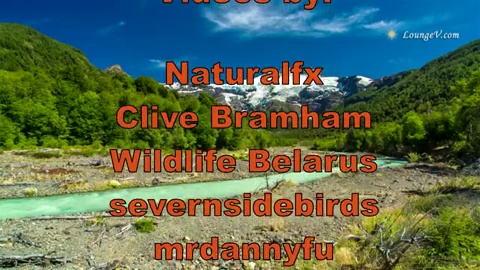 Videos by:
LoungeV.com
Naturalfx
Clive Bramham
Wildlife Belarus
severnsidebirds
mrdannyfu